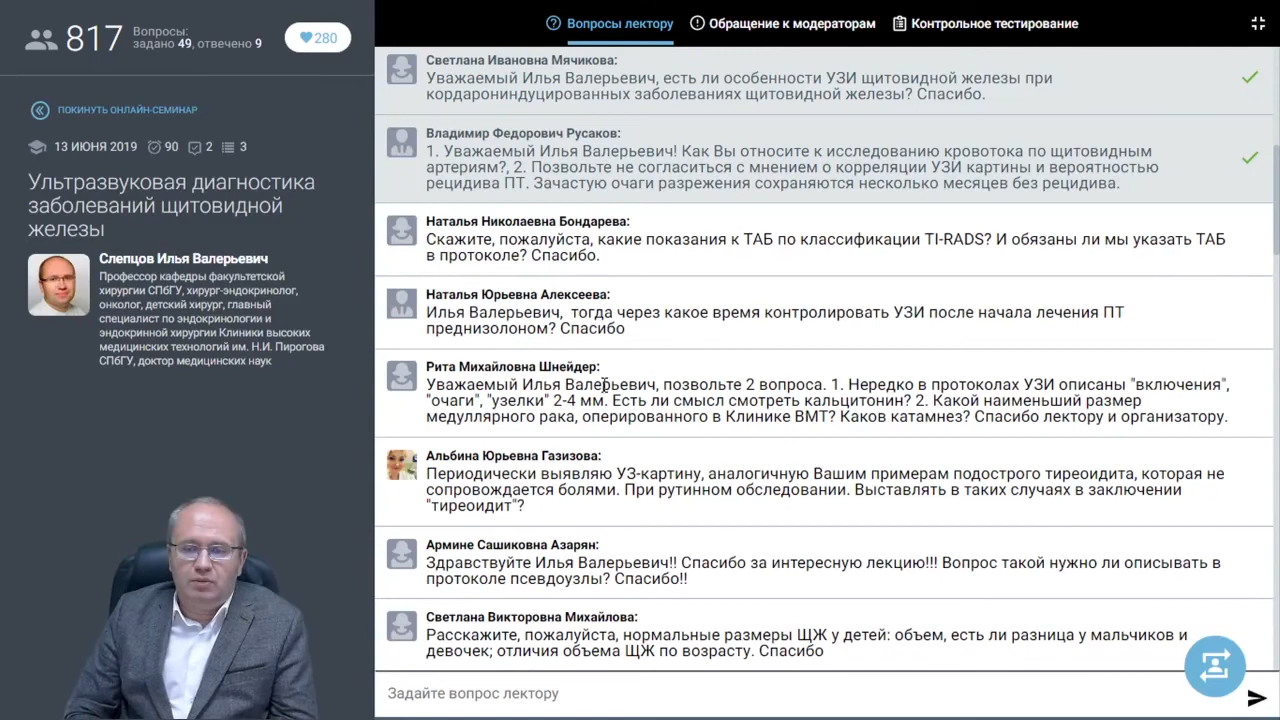 817
Вопросы:
задано 49, отвечено 9
280
ПОКИНУТЬ ОНЛАЙН-СЕМИНАР
13 ИЮНЯ 2019 90 2 3
Ультразвуковая диагностика
заболеваний щитовидной
железы
Слепцов Илья Валерьевич
Профессор кафедры факультетской
хирургии СПбГУ, хирург-эндокринолог,
онколог, детский хирург, главный
специалист по эндокринологии и
эндокринной хирургии Клиники высоких
медицинских технологий им. Н.И. Пирогова
СПбГУ, доктор медицинских наук
Вопросы лектору Обращение к модераторам Контрольное тестирование
Светлана Ивановна Мячикова:
Уважаемый Илья Валерьевич, есть ли особенности УЗИ щитовидной железы при
кордарониндуцированных заболеваниях щитовидной железы? Спасибо.
Владимир Федорович Русаков:
1. Уважаемый Илья Валерьевич! Как Вы относите к исследованию кровотока по щитовидным
артериям?, 2. Позвольте не согласиться с мнением о корреляции УЗИ картины и вероятностью
рецидива ПТ. Зачастую очаги разрежения сохраняются несколько месяцев без рецидива.
Наталья Николаевна Бондарева:
Скажите, пожалуйста, какие показания к ТАБ по классификации TI-RADS? И обязаны ли мы указать ТАБ
в протоколе? Спасибо.
Наталья Юрьевна Алексеева:
Илья Валерьевич, тогда через какое время контролировать УЗИ после начала лечения ПТ
преднизолоном? Спасибо
Рита Михайловна Шнейдер:
Уважаемый Илья Валерьевич, позвольте 2 вопроса. 1. Нередко в протоколах УЗИ описаны "включения",
"очаги", "узелки" 2-4 мм. Есть ли смысл смотреть кальцитонин? 2. Какой наименьший размер
медуллярного рака, оперированного в Клинике ВМТ? Каков катамнез? Спасибо лектору и организатору.
Альбина Юрьевна Газизова:
Периодически выявляю УЗ-картину, аналогичную Вашим примерам подострого тиреоидита, которая не
сопровождается болями. При рутинном обследовании. Выставлять в таких случаях в заключении
"тиреоидит"?
Армине Сашиковна Азарян:
Здравствуйте Илья Валерьевич!! Спасибо за интересную лекцию!!! Вопрос такой нужно ли описывать в
протоколе псевдоузлы? Спасибо!!
Светлана Викторовна Михайлова:
Расскажите, пожалуйста, нормальные размеры ЩЖ у детей: объем, есть ли разница у мальчиков и
девочек; отличия объема ЩЖ по возрасту. Спасибо
Задайте вопрос лектору